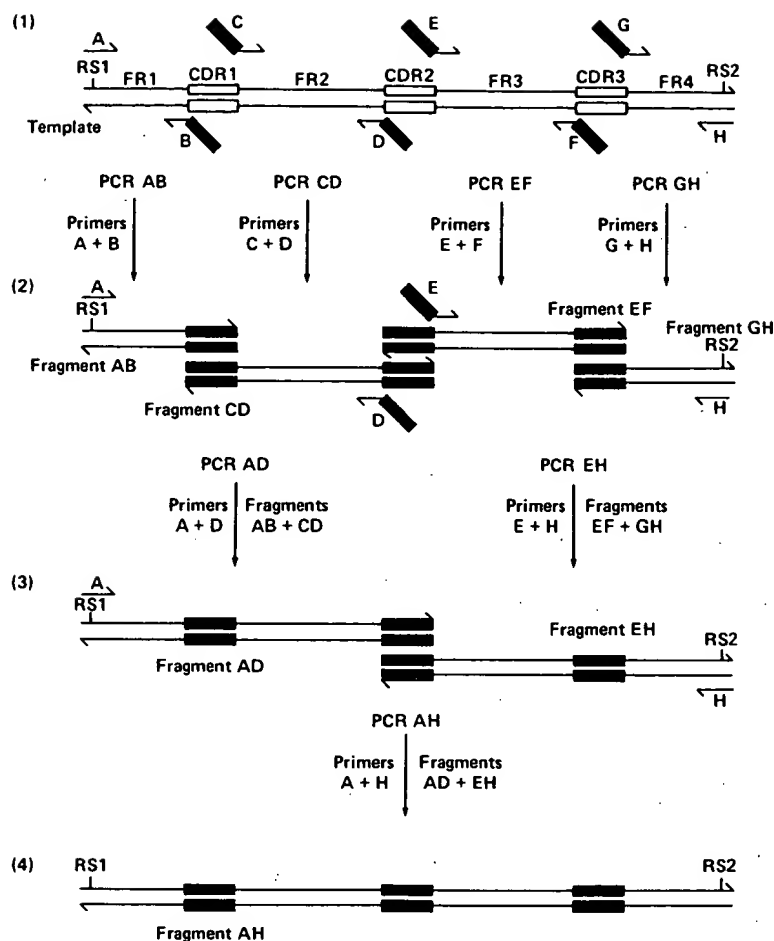 (1)
A
C
E
G
RS1
FR1
CDR1
FR2
CDR2
FR3
CDR3
FR4
RS2
Template
B
D
F
H
PCR AB
PCR CD
PCR EF
PCR GH
Primers
A + B
Primers
C + D
Primers
E + F
Primers
G + H
(2)
A
RS1
E
Fragment EF
Fragment GH
RS2
Fragment AB
Fragment CD
D
H
PCR AD
PCR EH
Primers
A + D
Fragments
AB + CD
Primers
E + H
Fragments
EF + GH
(3)
A
RS1
Fragment EH
RS2
Fragment AD
H
PCR AH
Primers
A + H
Fragments
AD + EH
(4)
RS1
RS2
Fragment AH